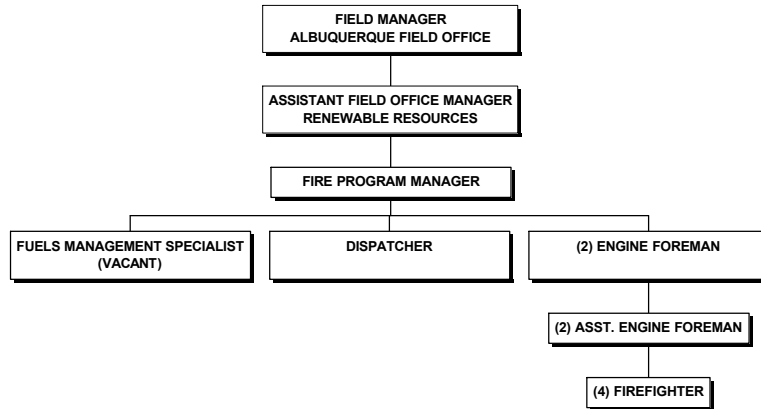 FIELD MANAGER
ALBUQUERQUE FIELD OFFICE
ASSISTANT FIELD OFFICE MANAGER
RENEWABLE RESOURCES
FIRE PROGRAM MANAGER
FUELS MANAGEMENT SPECIALIST
(VACANT)
DISPATCHER
(2) ENGINE FOREMAN
(2) ASST. ENGINE FOREMAN
(4) FIREFIGHTER